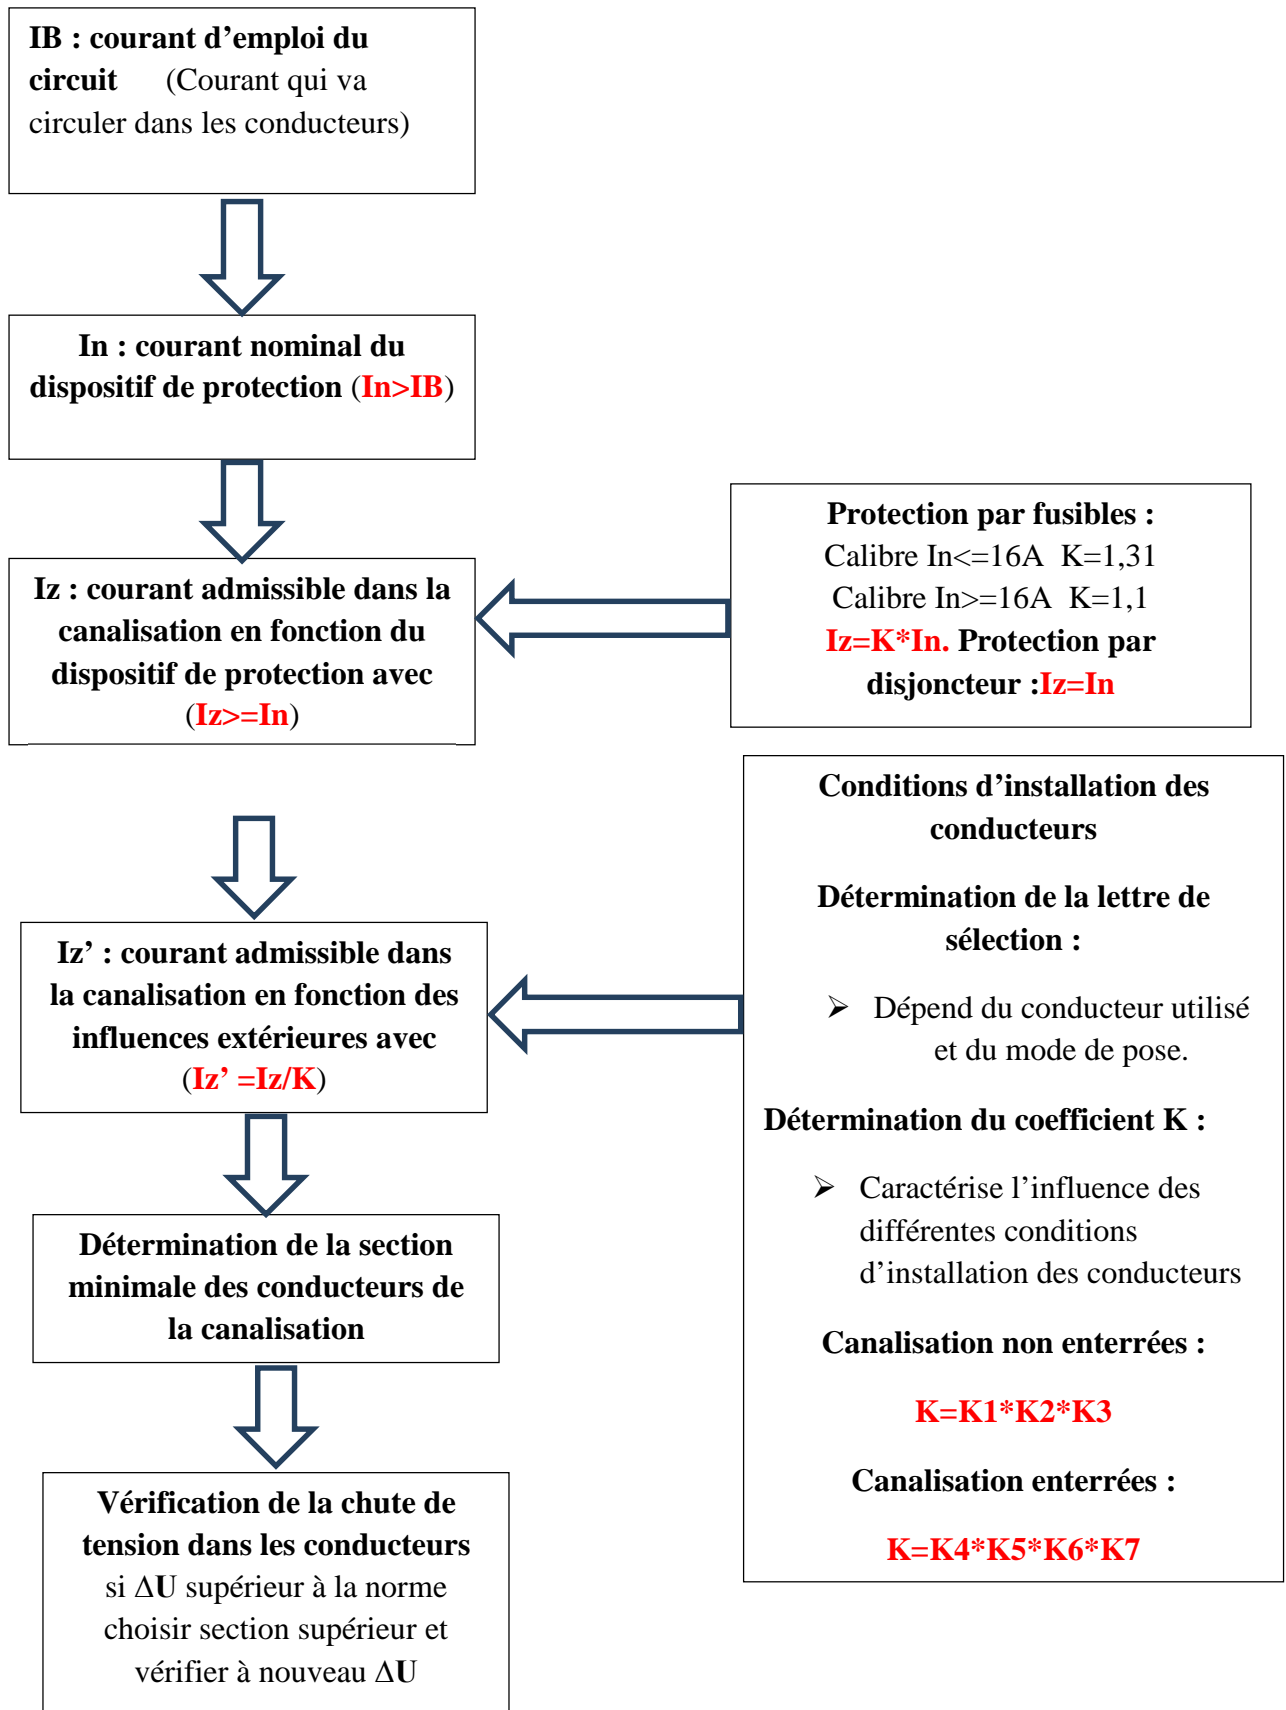 IB : courant d’emploi du
circuit (Courant qui va
circuler dans les conducteurs)
In : courant nominal du
dispositif de protection (In>IB)
Iz : courant admissible dans la
canalisation en fonction du
dispositif de protection avec
(Iz>=In)
Protection par fusibles :
Calibre In<=16A K=1,31
Calibre In>=16A K=1,1
Iz=K*In. Protection par
disjoncteur :Iz=In
Iz’ : courant admissible dans
la canalisation en fonction des
influences extérieures avec
(Iz’ =Iz/K)
Conditions d’installation des
conducteurs
Détermination de la lettre de
sélection :
➢ Dépend du conducteur utilisé
et du mode de pose.
Détermination du coefficient K :
➢ Caractérise l’influence des
différentes conditions
d’installation des conducteurs
Canalisation non enterrées :
K=K1*K2*K3
Canalisation enterrées :
K=K4*K5*K6*K7
Détermination de la section
minimale des conducteurs de
la canalisation
Vérification de la chute de
tension dans les conducteurs
si ∆U supérieur à la norme
choisir section supérieur et
vérifier à nouveau ∆U